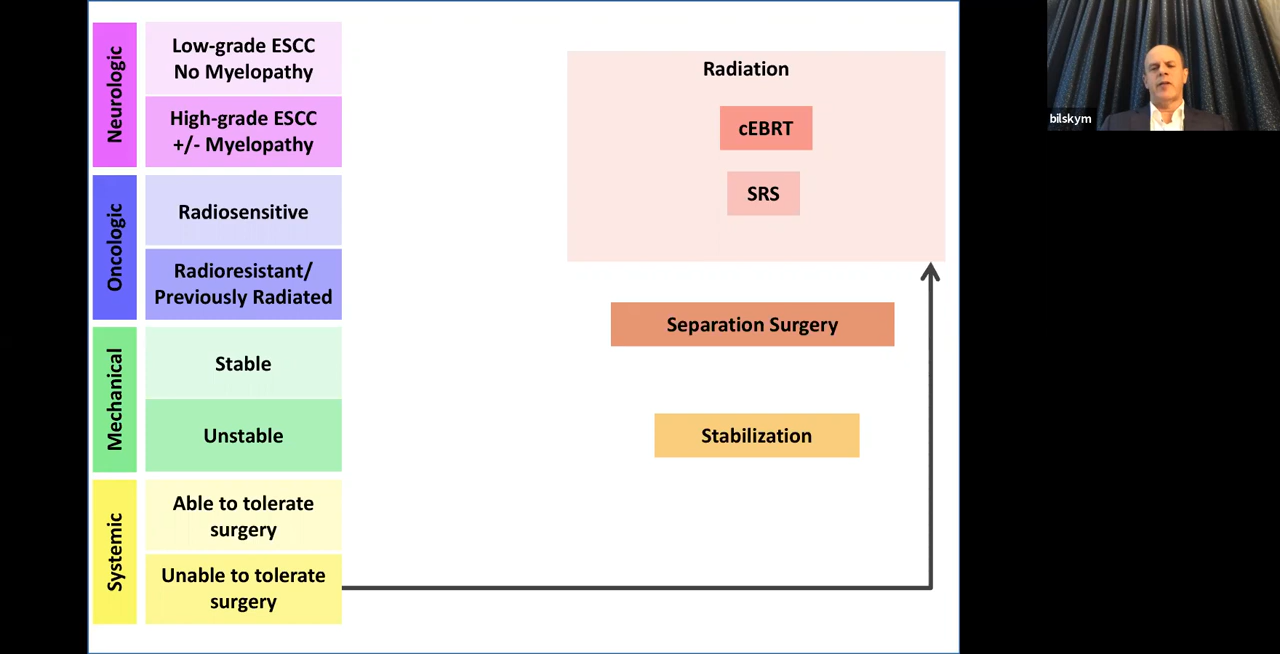 Neurologic
Low-grade ESCC
No Myelopathy
High-grade ESCC
+/- Myelopathy
Oncologic
Radiosensitive
Radioresistant/
Previously Radiated
Mechanical
Stable
Unstable
Systemic
Able to tolerate
surgery
Unable to tolerate
surgery
Radiation
cEBRT
SRS
Separation Surgery
Stabilization
bilskym